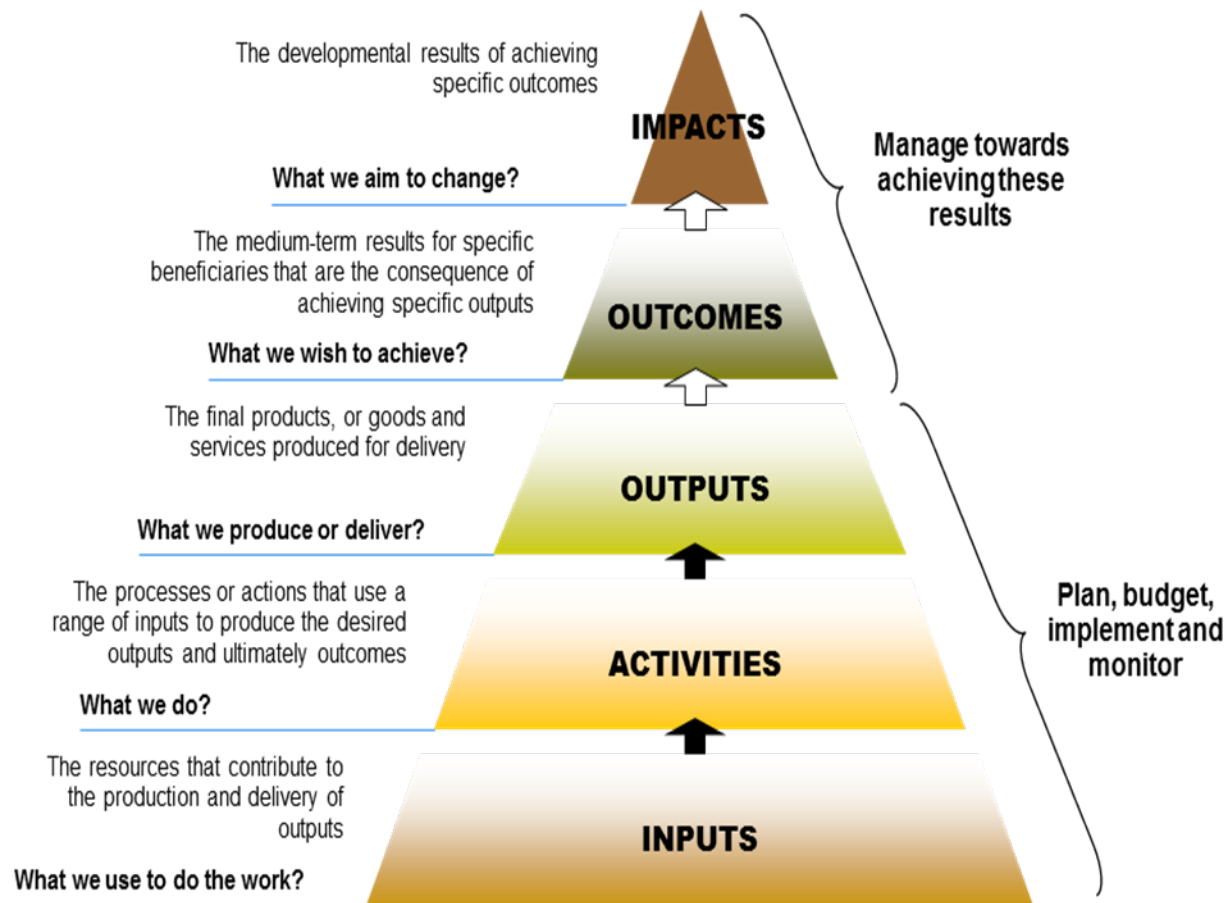 The developmental results of achieving
specific outcomes
IMPACTS
What we aim to change?
Manage towards
achieving these
results
The medium-term results for specific
beneficiaries that are the consequence of
achieving specific outputs
OUTCOMES
What we wish to achieve?
The final products, or goods and
services produced for delivery
OUTPUTS
What we produce or deliver?
The processes or actions that use a
range of inputs to produce the desired
outputs and ultimately outcomes
ACTIVITIES
What we do?
Plan, budget,
implement and
monitor
The resources that contribute to
the production and delivery of
outputs
INPUTS
What we use to do the work?